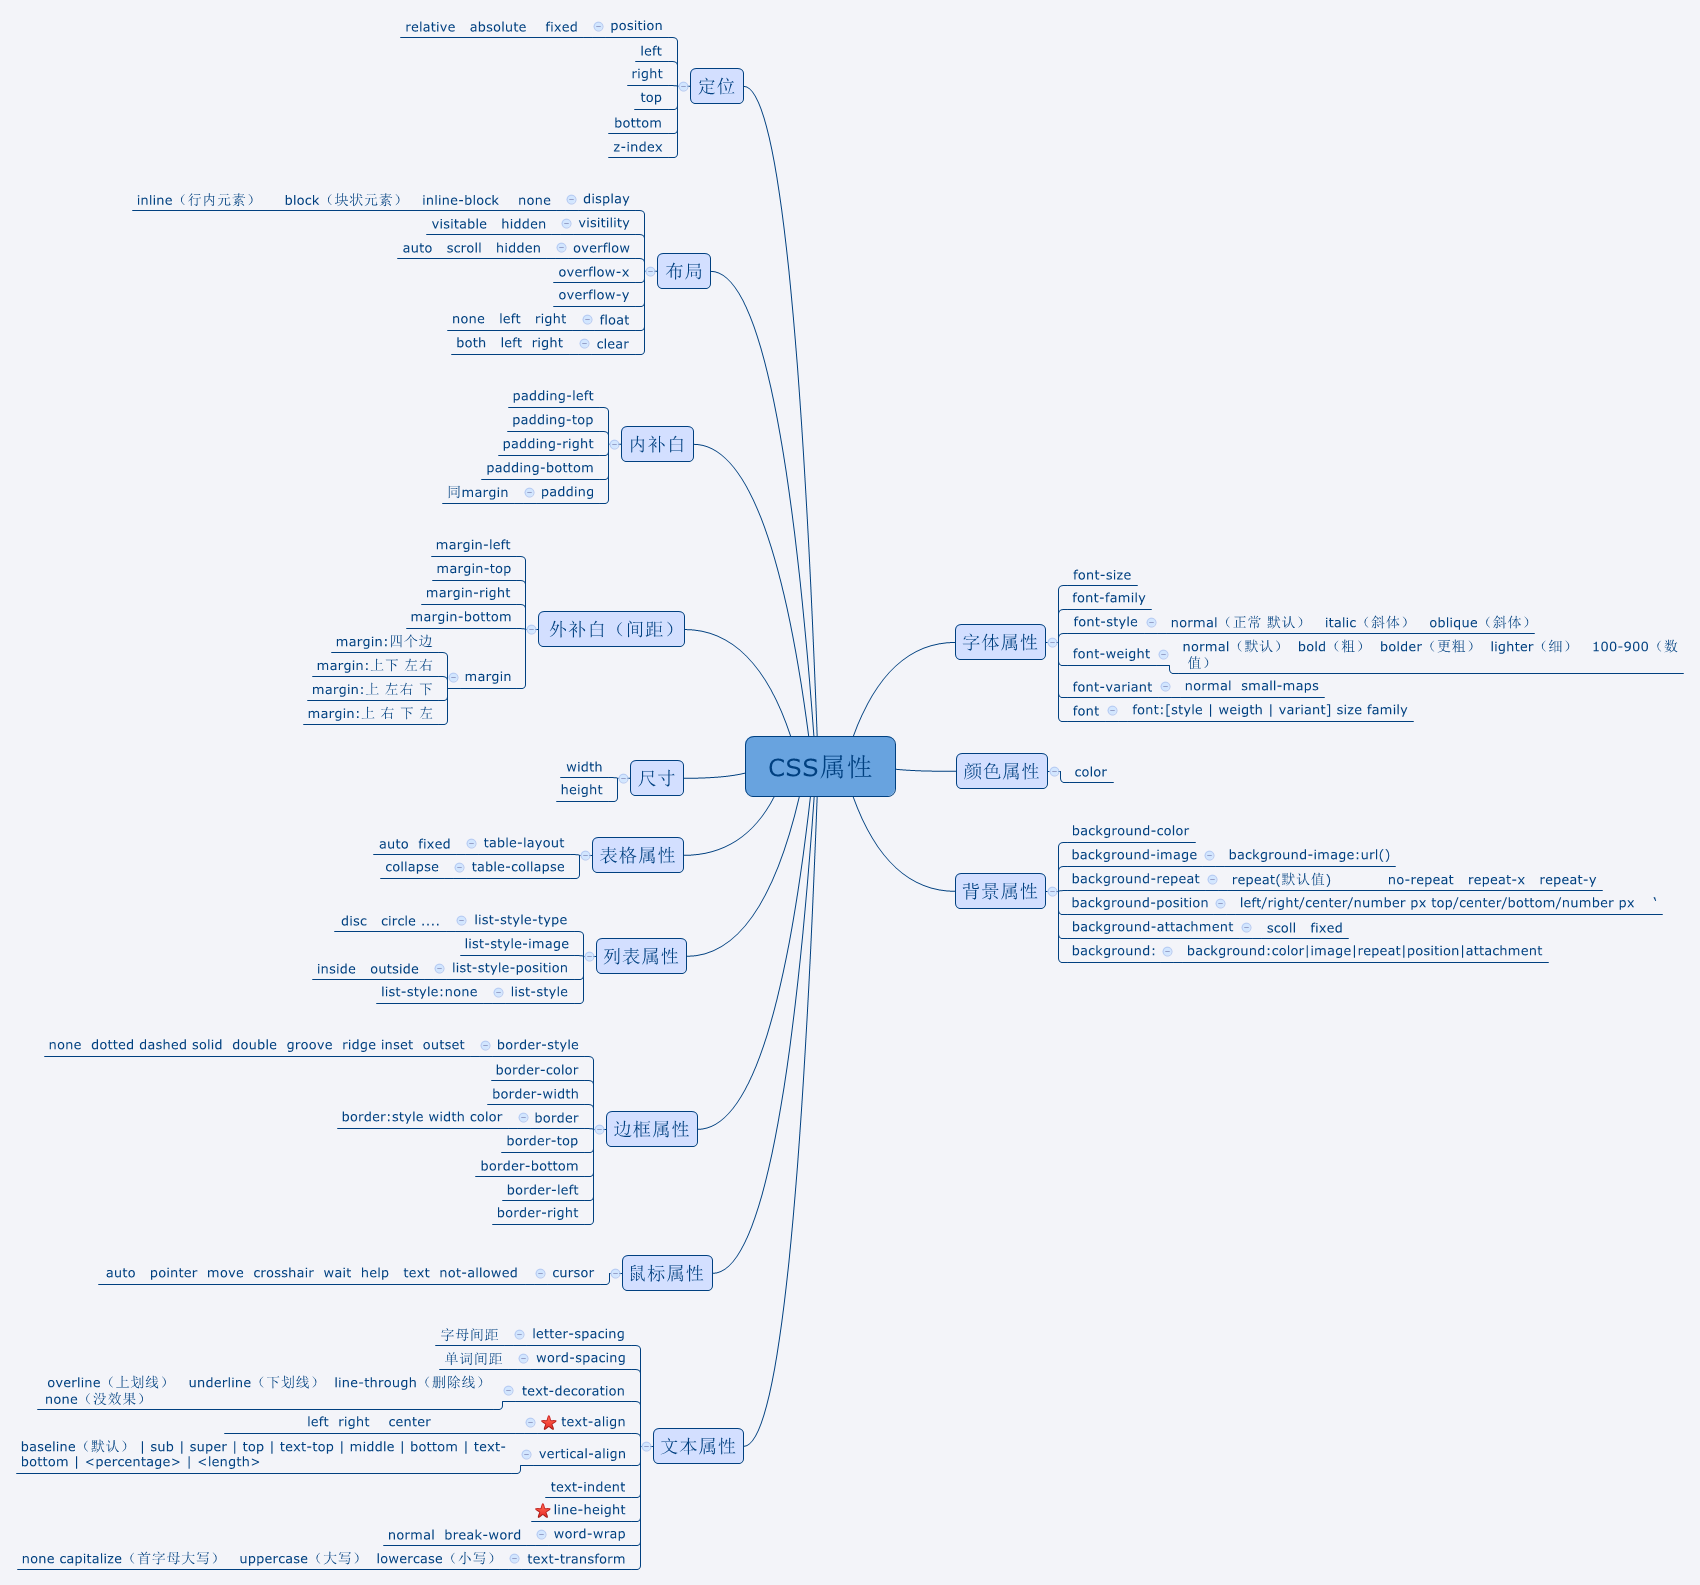 CSS属性
字体属性
font-size
font-family
font-style
normal（正常 默认） italic（斜体） oblique（斜体）
font-weight
normal（默认） bold（粗） bolder（更粗） lighter（细） 100-900（数
值）
font-variant
normal small-maps
font
font:[style | weigth | variant] size family
颜色属性
color
背景属性
background-color
background-image
background-image:url()
background-repeat
repeat(默认值) no-repeat repeat-x repeat-y
background-position
left/right/center/number px top/center/bottom/number px `
background-attachment
scoll fixed
background:
background:color|image|repeat|position|attachment
定位
relative absolute fixed
position
left
right
top
bottom
z-index
布局
inline（行内元素） block（块状元素） inline-block none
display
visitable hidden
visitility
auto scroll hidden
overflow
overflow-x
overflow-y
none left right
float
both left right
clear
内补白
padding-left
padding-top
padding-right
padding-bottom
同margin
padding
外补白（间距）
margin-left
margin-top
margin-right
margin-bottom
margin
margin:四个边
margin:上下 左右
margin:上 左右 下
margin:上 右 下 左
尺寸
width
height
表格属性
auto fixed
table-layout
collapse
table-collapse
列表属性
disc circle ....
list-style-type
list-style-image
inside outside
list-style-position
list-style:none
list-style
边框属性
none dotted dashed solid double groove ridge inset outset
border-style
border-color
border-width
border:style width color
border
border-top
border-bottom
border-left
border-right
鼠标属性
auto pointer move crosshair wait help text not-allowed
cursor
文本属性
字母间距
letter-spacing
单词间距
word-spacing
overline（上划线） underline（下划线） line-through（删除线）
none（没效果）
text-decoration
left right center
text-align
baseline（默认） | sub | super | top | text-top | middle | bottom | text-
bottom | <percentage> | <length>
vertical-align
text-indent
line-height
normal break-word
word-wrap
none capitalize（首字母大写） uppercase（大写） lowercase（小写）
text-transform